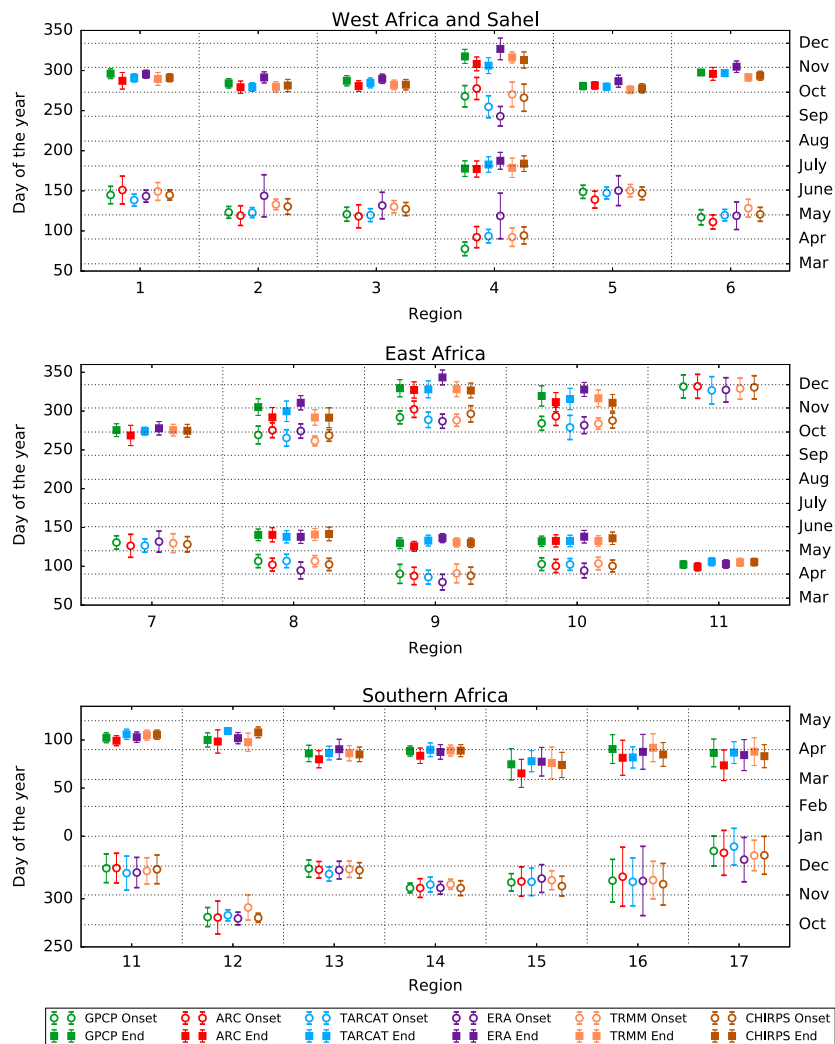 West Africa and Sahel
350
300
250
200
150
100
50
Day of the year
Dec
Nov
Oct
Sep
Aug
July
June
May
Apr
Mar
1 2 3 4 5 6
Region
East Africa
350
300
250
200
150
100
50
Day of the year
Dec
Nov
Oct
Sep
Aug
July
June
May
Apr
Mar
7 8 9 10 11
Region
Southern Africa
100
50
0
300
250
Day of the year
May
Apr
Mar
Feb
Jan
Dec
Nov
Oct
11 12 13 14 15 16 17
Region
GPCP Onset ARC Onset TARCAT Onset ERA Onset TRMM Onset CHIRPS Onset
GPCP End ARC End TARCAT End ERA End TRMM End CHIRPS End